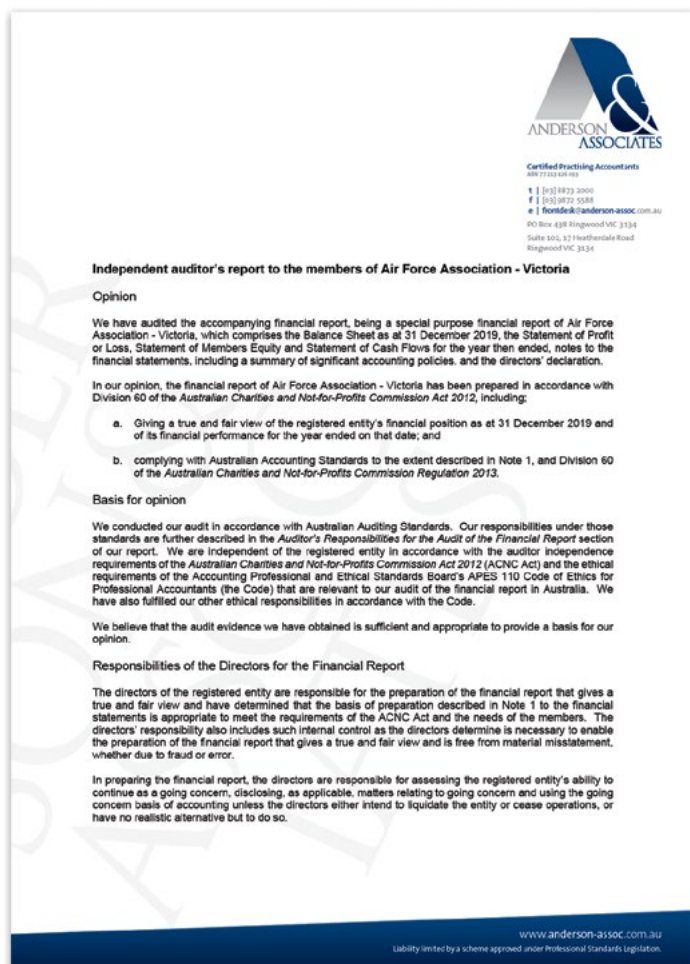 &
ANDERSON
ASSOCIATES
Certified Practising Accountants
t | [03] 8873 2000
f | [03] 9872 5588
e | frontdesk@anderson-assoc.com.au
PO Box 438 Ringwood VIC 3134
Suite 102, 17 Heatherdale Road
Ringwood VIC 3134
Independent auditor's report to the members of Air Force Association - Victoria
Opinion
We have audited the accompanying financial report, being a special purpose financial report of Air Force
Association - Victoria, which comprises the Balance Sheet as at 31 December 2019, the Statement of Profit
or Loss, Statement of Members Equity and Statement of Cash Flows for the year then ended, notes to the
financial statements, including a summary of significant accounting policies, and the directors' declaration.
In our opinion, the financial report of Air Force Association - Victoria has been prepared in accordance with
Division 60 of the Australian Charities and Not-for-Profits Commission Act 2012, including:
a. Giving a true and fair view of the registered entity's financial position as at 31 December 2019 and
of its financial performance for the year ended on that date; and
b. complying with Australian Accounting Standards to the extent described in Note 1, and Division 60
of the Australian Charities and Not-for-Profits Commission Regulation 2013.
Basis for opinion
We conducted our audit in accordance with Australian Auditing Standards. Our responsibilities under those
standards are further described in the Auditor's Responsibilities for the Audit of the Financial Report section
of our report. We are independent of the registered entity in accordance with the auditor independence
requirements of the Australian Charities and Not-for-Profits Commission Act 2012 (ACNC Act) and the ethical
requirements of the Accounting Professional and Ethical Standards Board's APES 110 Code of Ethics for
Professional Accountants (the Code) that are relevant to our audit of the financial report in Australia. We
have also fulfilled our other ethical responsibilities in accordance with the Code.
We believe that the audit evidence we have obtained is sufficient and appropriate to provide a basis for our
opinion.
Responsibilities of the Directors for the Financial Report
The directors of the registered entity are responsible for the preparation of the financial report that gives a
true and fair view and have determined that the basis of preparation described in Note 1 to the financial
statements is appropriate to meet the requirements of the ACNC Act and the needs of the members. The
directors' responsibility also includes such internal control as the directors determine is necessary to enable
the preparation of the financial report that gives a true and fair view and is free from material misstatement,
whether due to fraud or error.
In preparing the financial report, the directors are responsible for assessing the registered entity's ability to
continue as a going concern, disclosing, as applicable, matters relating to going concern and using the going
concern basis of accounting unless the directors either intend to liquidate the entity or cease operations, or
have no realistic alternative but to do so.
www.anderson-assoc.com.au
Liability limited by a scheme approved under Professional Standards Legislation.